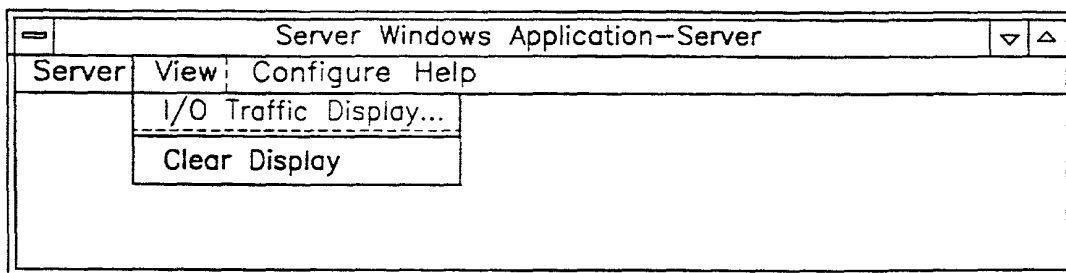 Server Windows Application-Server
Server View Configure Help
I/O Traffic Display...
Clear Display